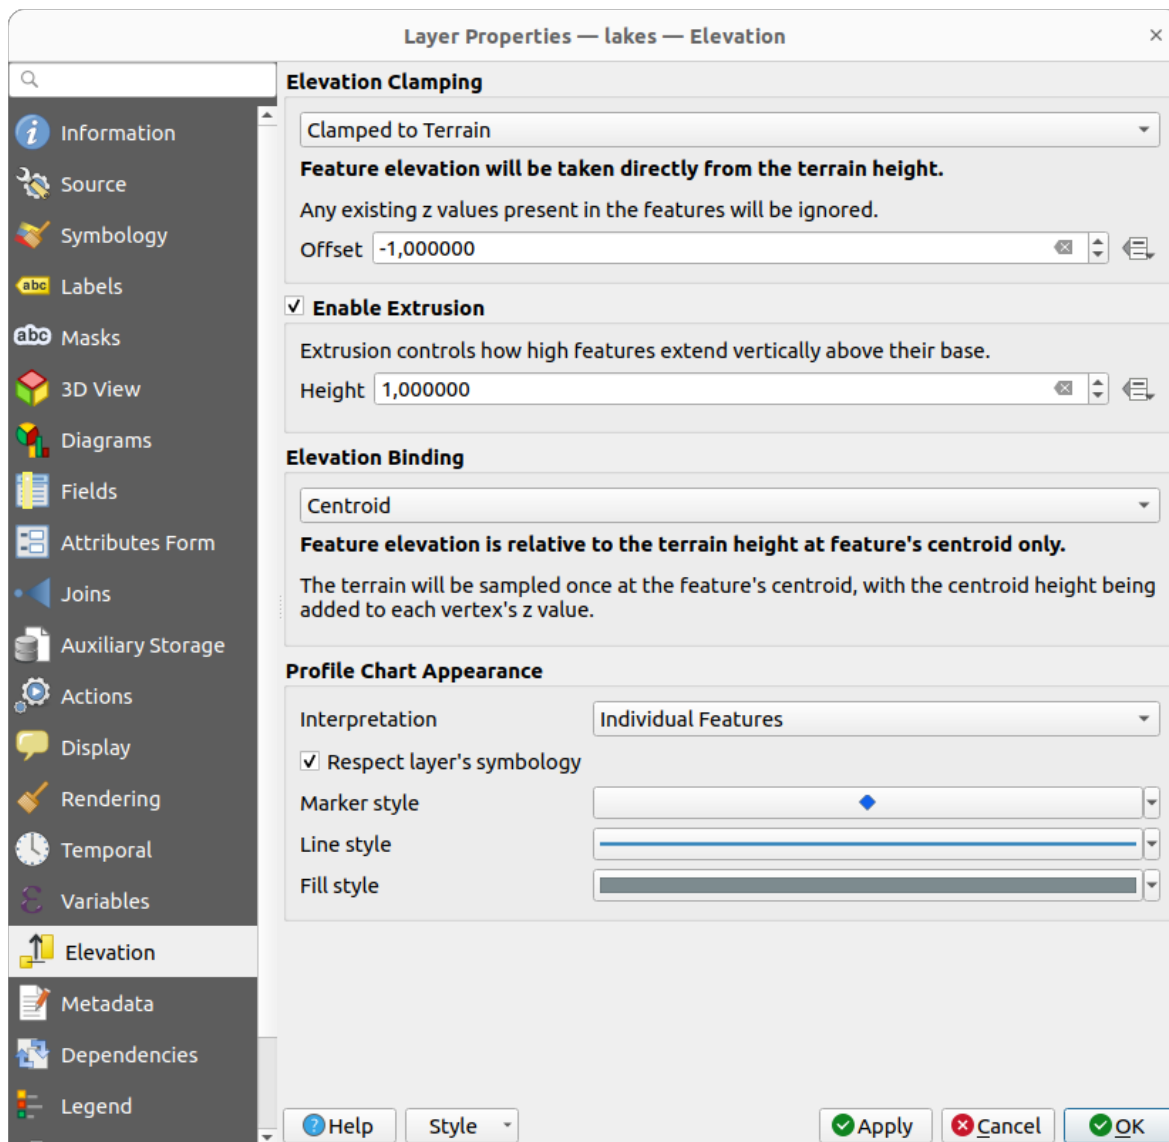 Layer Properties — lakes — Elevation
Information
Source
Symbology
abc Labels
abc Masks
3D View
Diagrams
Fields
Attributes Form
Joins
Auxiliary Storage
Actions
Display
Rendering
Temporal
Variables
Elevation
Metadata
Dependencies
Legend
Elevation Clamping
Clamped to Terrain
Feature elevation will be taken directly from the terrain height.
Any existing z values present in the features will be ignored.
Offset -1,000000
Enable Extrusion
Extrusion controls how high features extend vertically above their base.
Height 1,000000
Elevation Binding
Centroid
Feature elevation is relative to the terrain height at feature's centroid only.
The terrain will be sampled once at the feature's centroid, with the centroid height being
added to each vertex's z value.
Profile Chart Appearance
Interpretation Individual Features
Respect layer's symbology
Marker style
Line style
Fill style
Help Style Apply Cancel OK